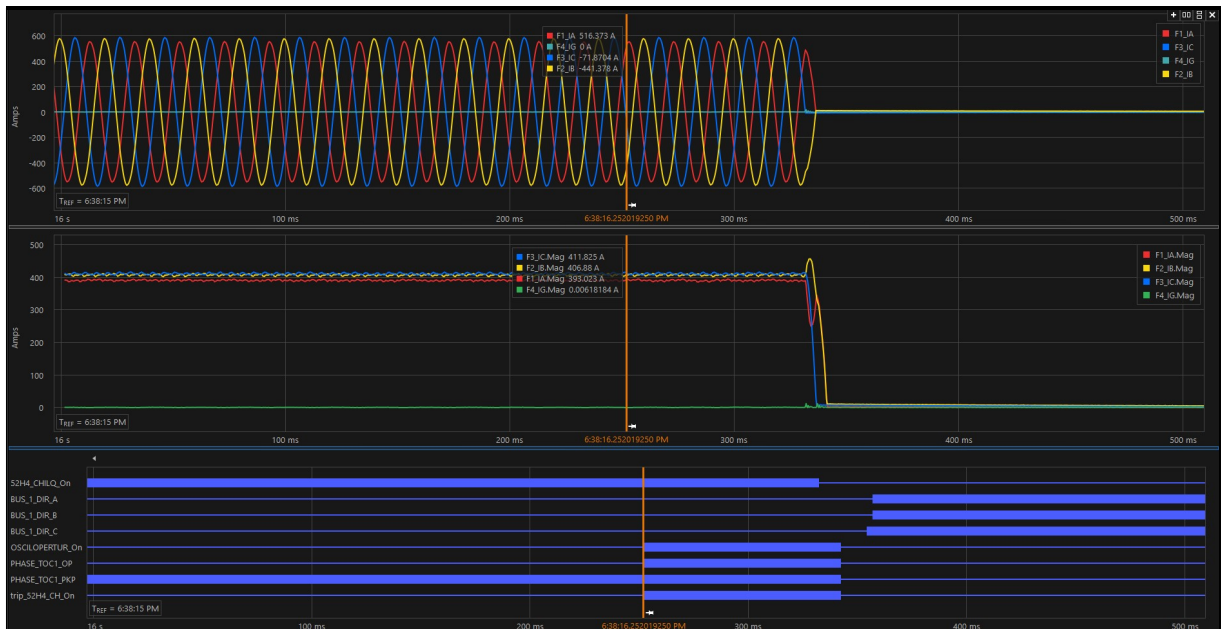 F1_IA 516.373 A
F4_IG 0 A
F3_IC -71.8704 A
F2_IB -441.378 A
F1_IA
F3_IC
F4_IG
F2_IB
600
400
200
0
-200
-400
-600
Amps
TREF = 6:38:15 PM
16 s
100 ms
200 ms
6:38:16.252019250 PM
300 ms
400 ms
500 ms
500
400
300
200
100
0
Amps
F3_IC.Mag 411.825 A
F2_IB.Mag 406.88 A
F1_IA.Mag 393.023 A
F4_IG.Mag 0.00618184 A
F1_IA.Mag
F2_IB.Mag
F3_IC.Mag
F4_IG.Mag
TREF = 6:38:15 PM
16 s
100 ms
200 ms
6:38:16.252019250 PM
300 ms
400 ms
500 ms
52H4_CHILQ_On
BUS_1_DIR_A
BUS_1_DIR_B
BUS_1_DIR_C
OSCILOPERTUR_On
PHASE_TOC1_OP
PHASE_TOC1_PKP
trip_52H4_CH_On
TREF = 6:38:15 PM
16 s
100 ms
200 ms
6:38:16.252019250 PM
300 ms
400 ms
500 ms